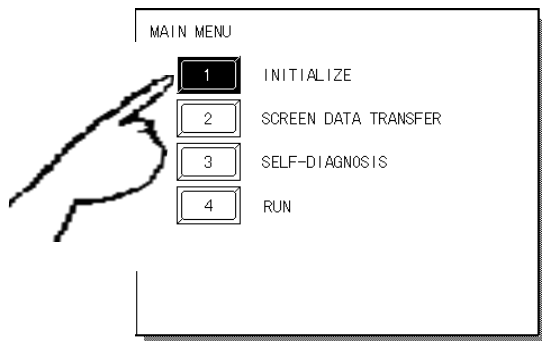 MAIN MENU
1 INITIALIZE
2 SCREEN DATA TRANSFER
3 SELF-DIAGNOSIS
4 RUN